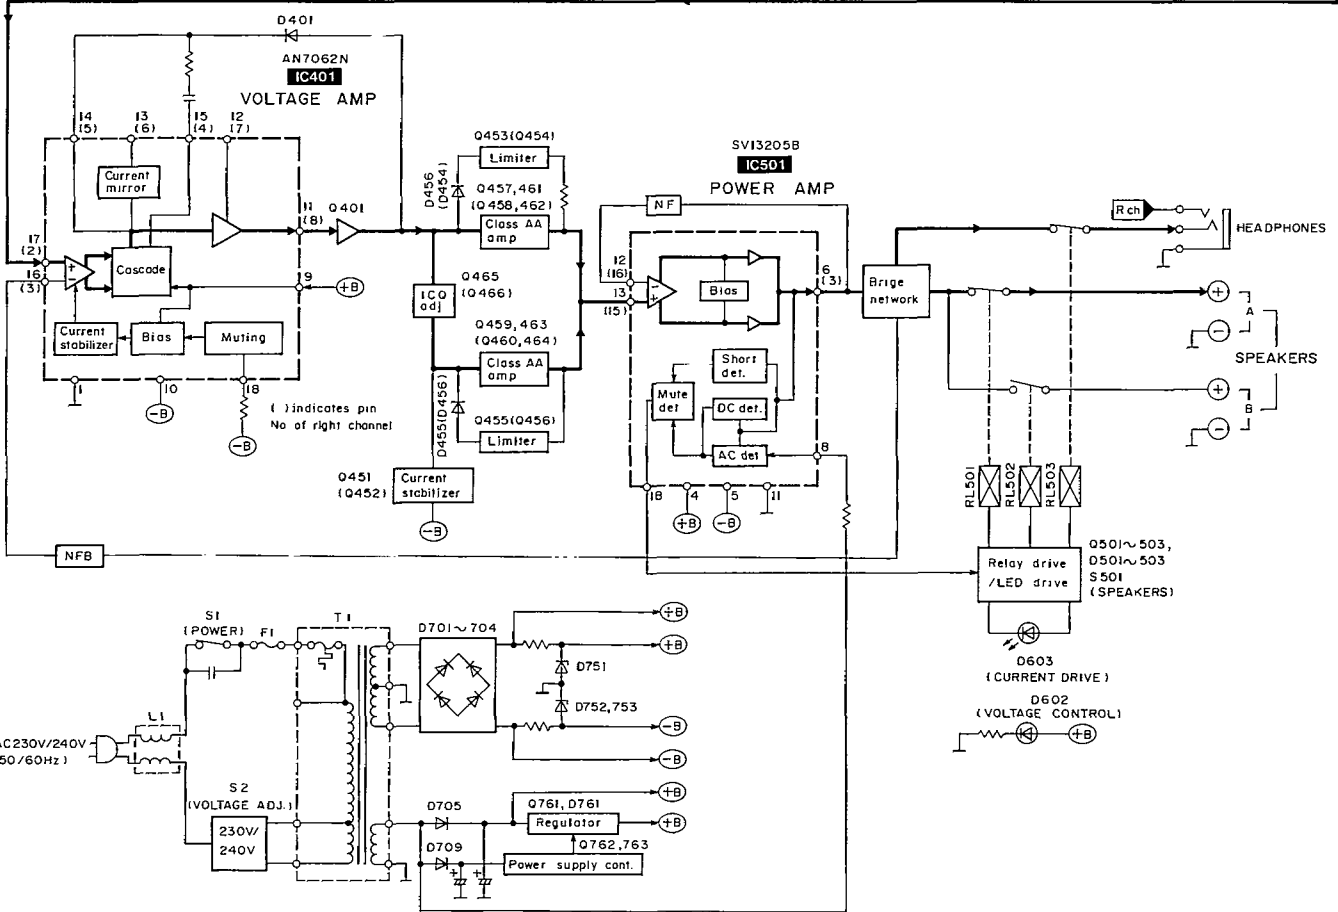 D401
AN7062N
IC401
VOLTAGE AMP
14
(5)
13
(6)
15
(4)
12
(7)
Current
mirror
11
(8)
Q401
17
(2)
16
(3)
+
−
Cascode
9
+B
Current
stabilizer
Bias
Muting
1
10
18
−B
−B
( ) indicates pin
No of right channel
Q453(Q454)
Limiter
D456
(D454)
Q457,461
(Q458,462)
Class AA
amp
Q465
(Q466)
ICQ
adj
Q459,463
(Q460,464)
Class AA
amp
D455(D456)
Q455(Q456)
Limiter
Q451
(Q452)
Current
stabilizer
−B
SVI3205B
IC501
POWER AMP
NF
12
(16)
13
(15)
−
+
Bias
6
(3)
Short
det.
Mute
det
DC det.
AC det
8
18
4
5
11
+B
−B
Brige
network
R ch
HEADPHONES
+
−
A
SPEAKERS
+
−
B
RL501
RL502
RL503
NFB
Relay drive
/LED drive
Q501~503,
D501~503
S501
(SPEAKERS)
D603
(CURRENT DRIVE)
D602
(VOLTAGE CONTROL)
+B
S1
(POWER)
F1
T1
D701~704
+B
+B
D751
D752,753
−B
−B
L1
AC230V/240V
50/60Hz)
S2
(VOLTAGE ADJ.)
230V/
240V
D705
D709
+
+
Q761, D761
Regulator
+B
+B
Q762,763
Power supply cont.